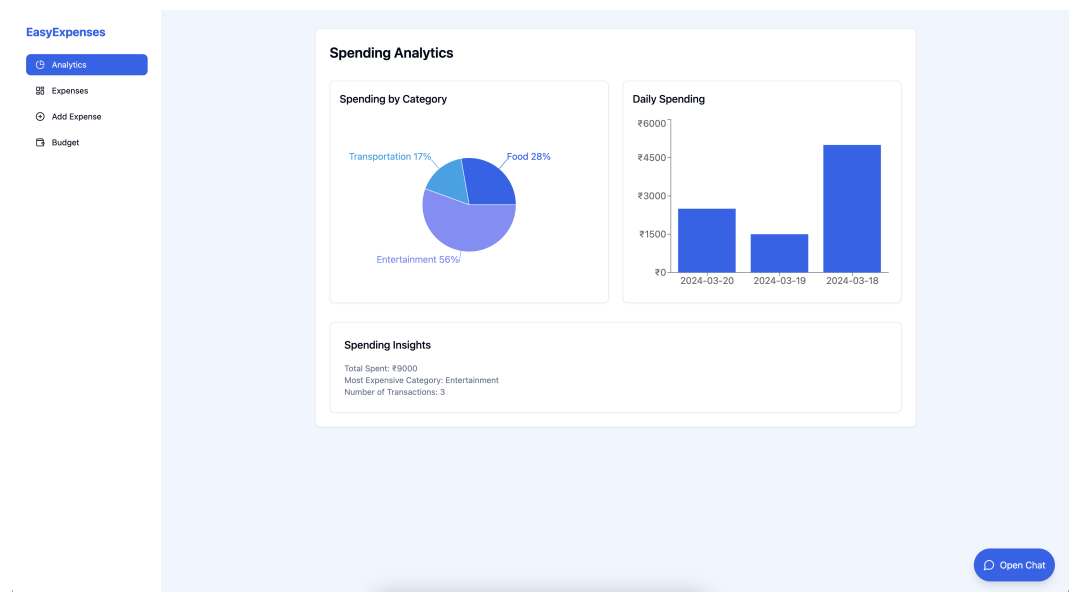 EasyExpenses
Analytics
Expenses
Add Expense
Budget
Spending Analytics
Spending by Category
Transportation 17%
Food 28%
Entertainment 56%
Daily Spending
₹6000
₹4500
₹3000
₹1500
₹0
2024-03-20 2024-03-19 2024-03-18
Spending Insights
Total Spent: ₹9000
Most Expensive Category: Entertainment
Number of Transactions: 3
Open Chat